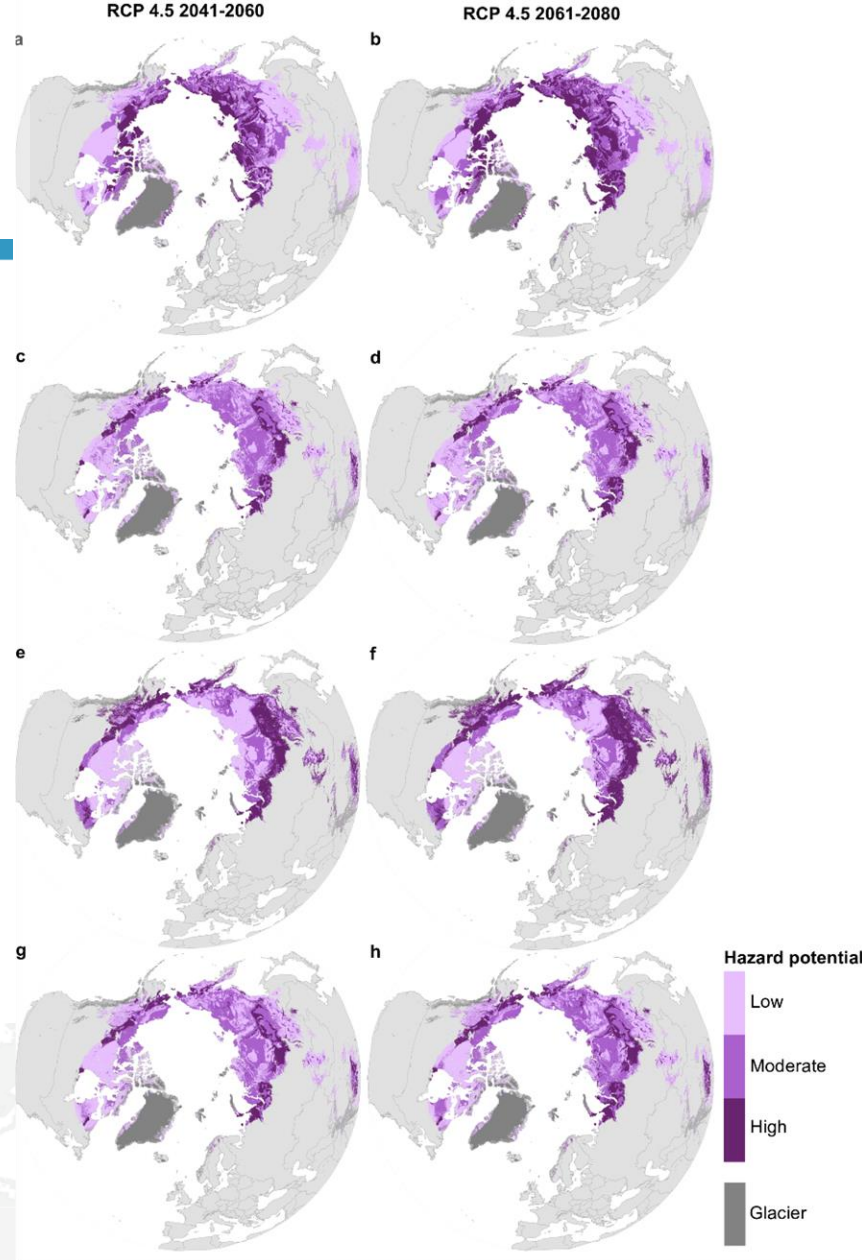 RCP 4.5 2041-2060
RCP 4.5 2061-2080
a
b
c
d
e
f
g
h
Hazard potential
Low
Moderate
High
Glacier